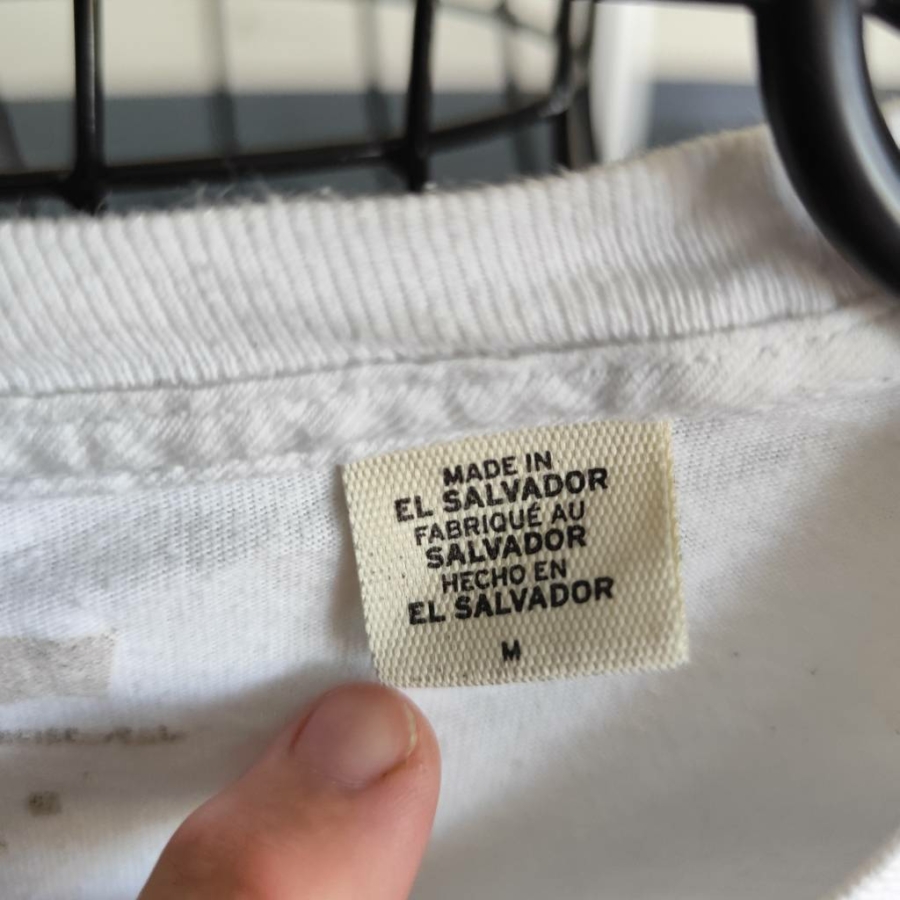 MADE IN
EL SALVADOR
FABRIQUÉ AU
SALVADOR
HECHO EN
EL SALVADOR
M